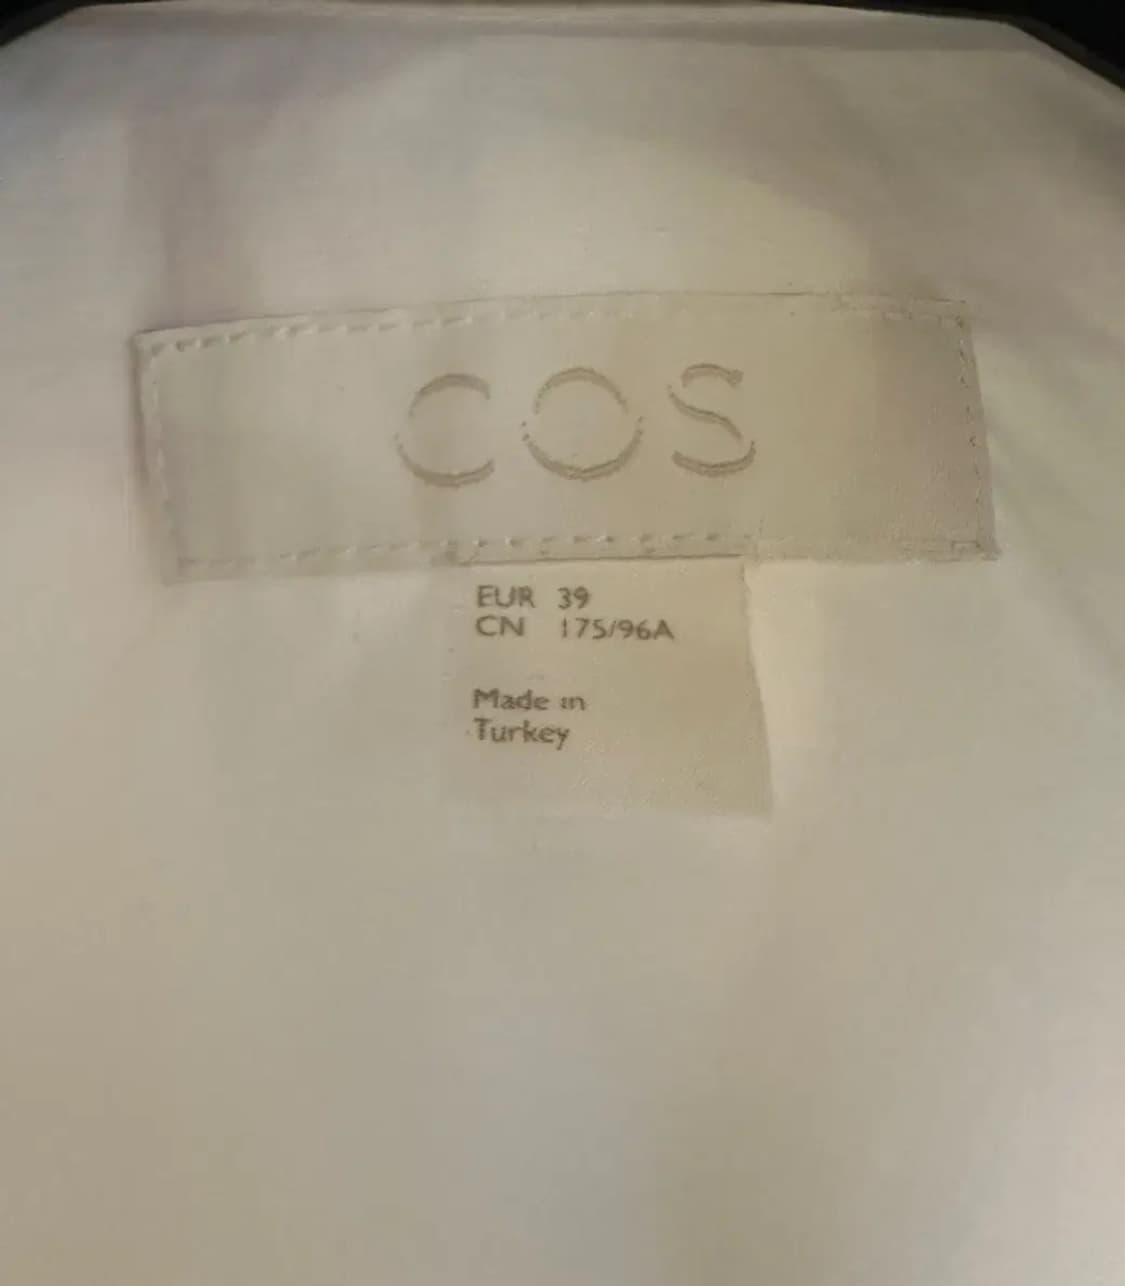 COS
EUR 39
CN 175/96A
Made in
Turkey